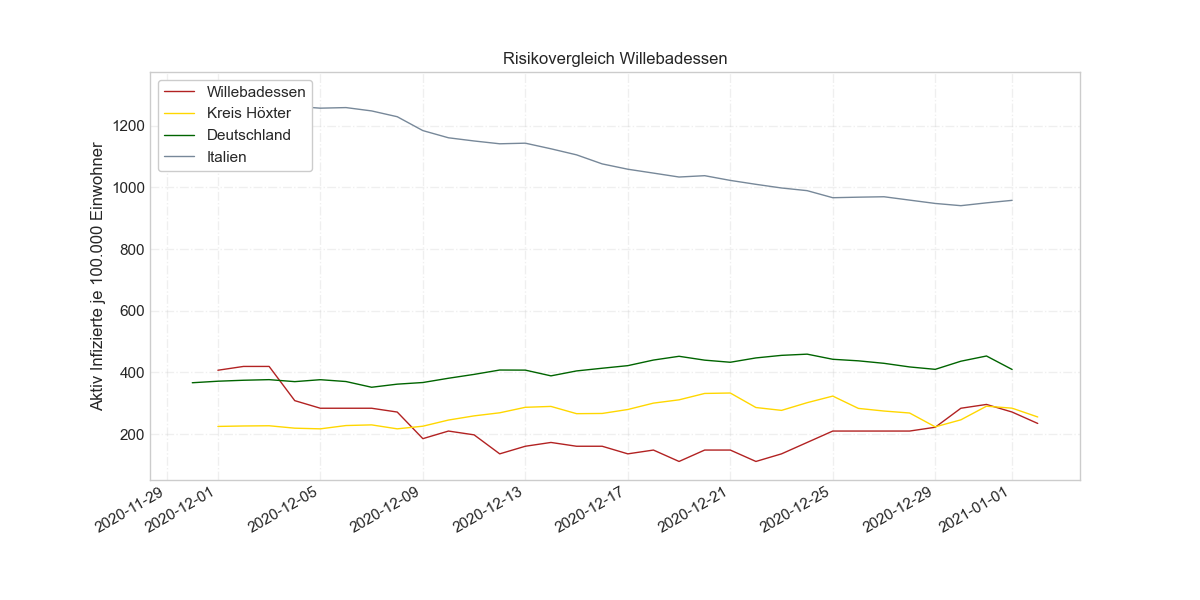 Risikovergleich Willebadessen
Willebadessen
Kreis Höxter
Deutschland
Italien
Aktiv Infizierte je 100.000 Einwohner
1200
1000
800
600
400
200
2020-11-29
2020-12-01
2020-12-05
2020-12-09
2020-12-13
2020-12-17
2020-12-21
2020-12-25
2020-12-29
2021-01-01